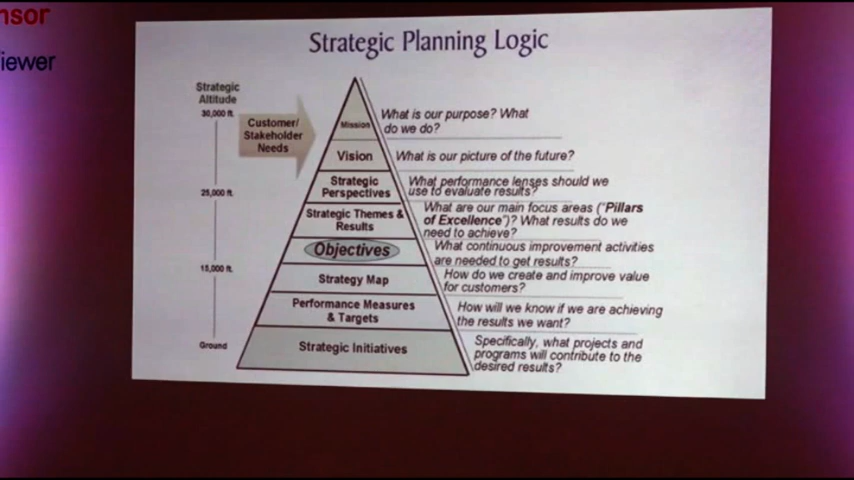 nsor
iewer
Strategic Planning Logic
Strategic
Altitude
30,000 ft.
25,000 ft.
15,000 ft.
Ground
Customer/
Stakeholder
Needs
Mission
What is our purpose? What
do we do?
Vision
What is our picture of the future?
Strategic
Perspectives
What performance lenses should we
use to evaluate results?
Strategic Themes &
Results
What are our main focus areas ("Pillars
of Excellence")? What results do we
need to achieve?
Objectives
What continuous improvement activities
are needed to get results?
Strategy Map
How do we create and improve value
for customers?
Performance Measures
& Targets
How will we know if we are achieving
the results we want?
Strategic Initiatives
Specifically, what projects and
programs will contribute to the
desired results?